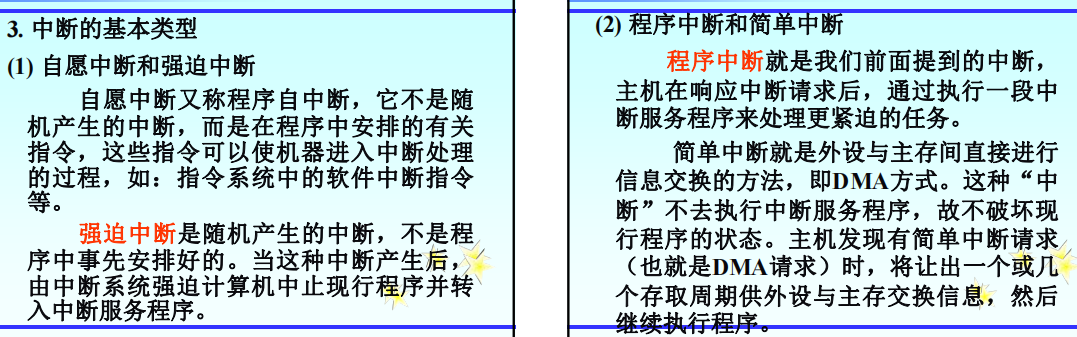 3. 中断的基本类型
(1) 自愿中断和强迫中断
自愿中断又称程序自中断，它不是随
机产生的中断，而是在程序中安排的有关
指令，这些指令可以使机器进入中断处理
的过程，如：指令系统中的软件中断指令
等。
强迫中断是随机产生的中断，不是程
序中事先安排好的。当这种中断产生后，
由中断系统强迫计算机中止现行程序并转
入中断服务程序。
(2) 程序中断和简单中断
程序中断就是我们前面提到的中断，
主机在响应中断请求后，通过执行一段中
断服务程序来处理更紧迫的任务。
简单中断就是外设与主存间直接进行
信息交换的方法，即DMA方式。这种“中
断”不去执行中断服务程序，故不破坏现
行程序的状态。主机发现有简单中断请求
（也就是DMA请求）时，将让出一个或几
个存取周期供外设与主存交换信息，然后
继续执行程序。